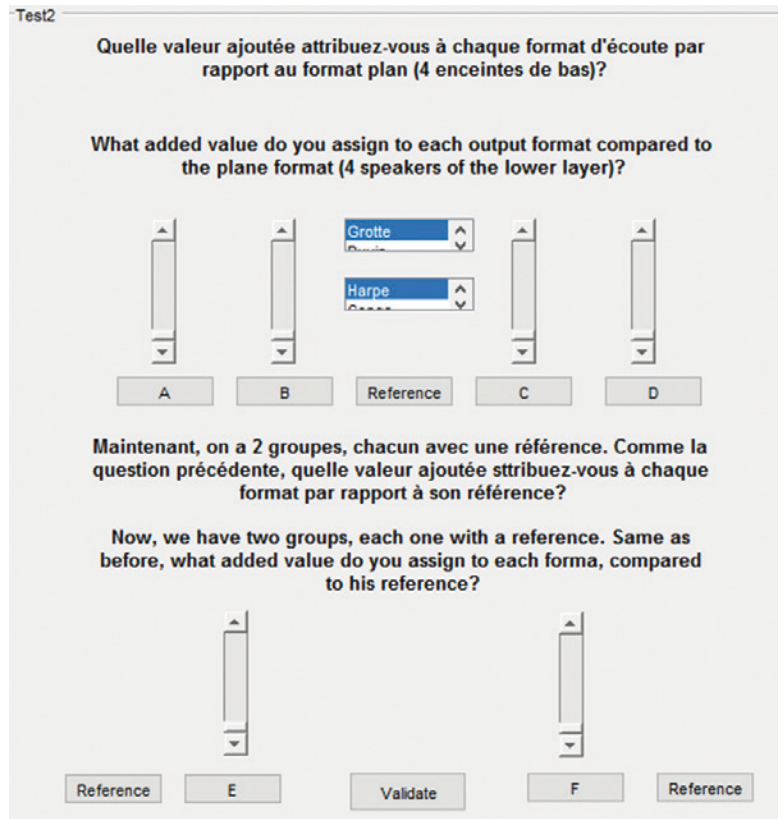 Test2
Quelle valeur ajoutée attribuez-vous à chaque format d'écoute par
rapport au format plan (4 enceintes de bas)?
What added value do you assign to each output format compared to
the plane format (4 speakers of the lower layer)?
Grotte
Harpe
A B Reference C D
Maintenant, on a 2 groupes, chacun avec une référence. Comme la
question précédente, quelle valeur ajoutée sttribuez-vous à chaque
format par rapport à son référence?
Now, we have two groups, each one with a reference. Same as
before, what added value do you assign to each forma, compared
to his reference?
Reference E Validate F Reference